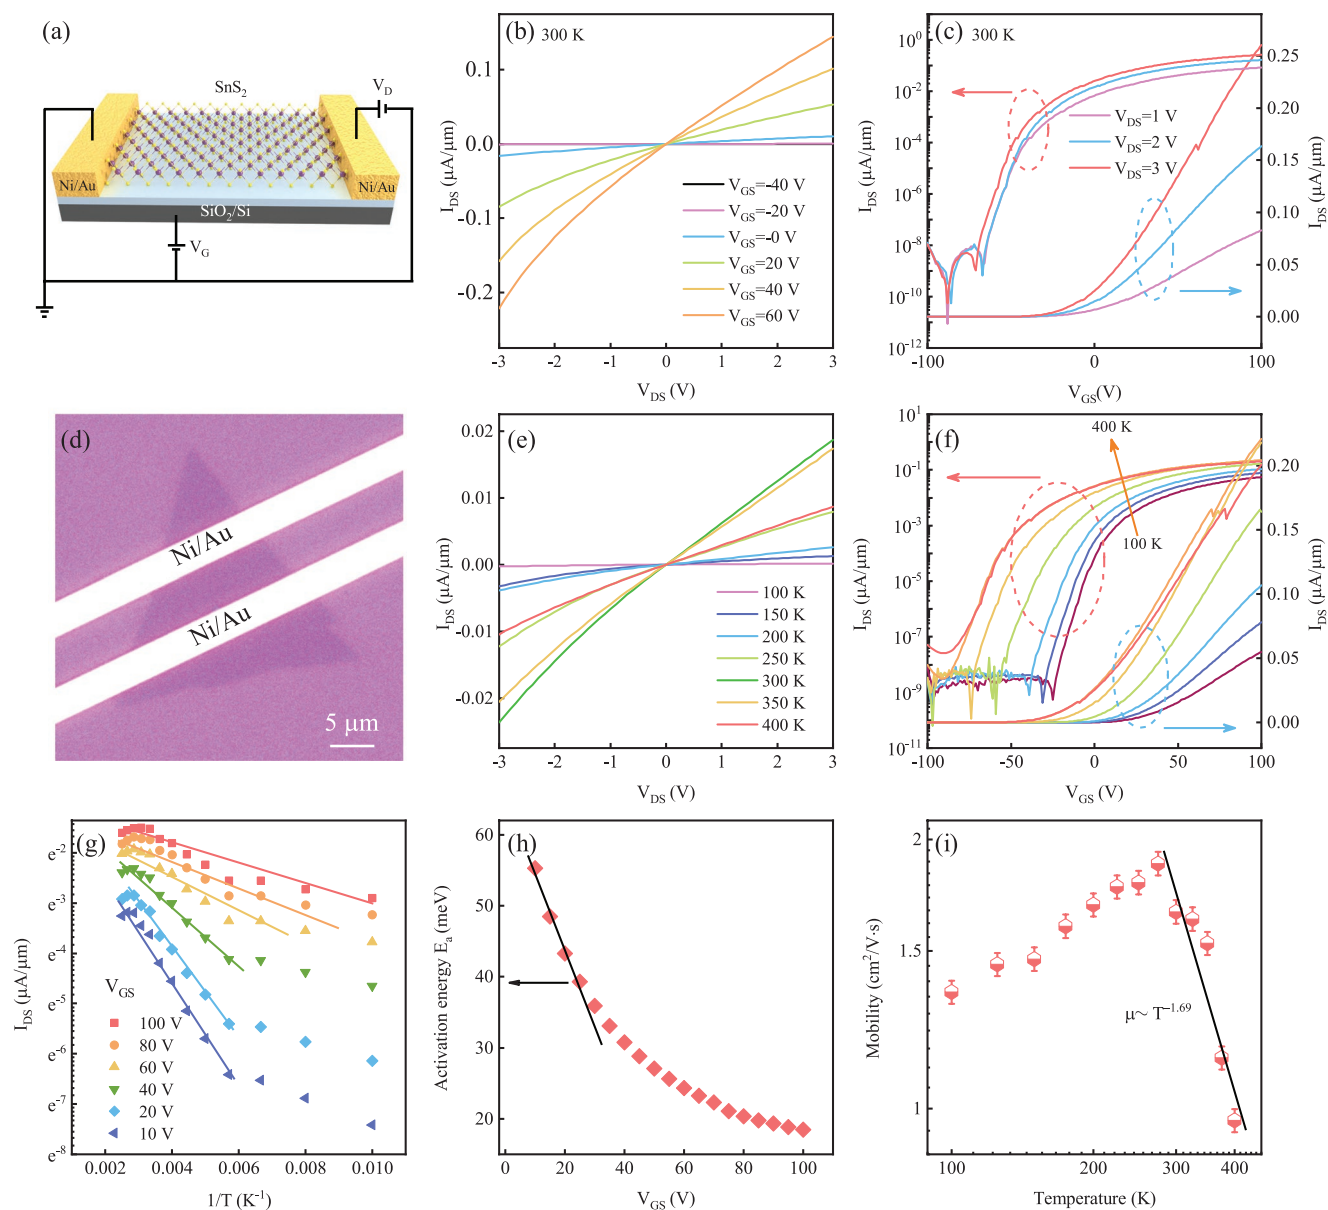 (a)
SnS2
VD
Ni/Au
Ni/Au
SiO2/Si
VG
(b)
300 K
0.1
0.0
-0.1
-0.2
IDS (μA/μm)
VGS=-40 V
VGS=-20 V
VGS=-0 V
VGS=20 V
VGS=40 V
VGS=60 V
-3 -2 -1 0 1 2 3
VDS (V)
(c)
300 K
10^0
10^-2
10^-4
10^-6
10^-8
10^-10
10^-12
IDS (μA/μm)
VDS=1 V
VDS=2 V
VDS=3 V
0.25
0.20
0.15
0.10
0.05
0.00
IDS (μA/μm)
-100 0 100
VGS(V)
(d)
Ni/Au
Ni/Au
5 μm
(e)
0.02
0.01
0.00
-0.01
-0.02
IDS (μA/μm)
100 K
150 K
200 K
250 K
300 K
350 K
400 K
-3 -2 -1 0 1 2 3
VDS (V)
(f)
400 K
100 K
10^1
10^-1
10^-3
10^-5
10^-7
10^-9
10^-11
IDS (μA/μm)
0.20
0.15
0.10
0.05
0.00
IDS (μA/μm)
-100 -50 0 50 100
VGS (V)
(g)
e^-2
e^-3
e^-4
e^-5
e^-6
e^-7
e^-8
IDS (μA/μm)
VGS
100 V
80 V
60 V
40 V
20 V
10 V
0.002 0.004 0.006 0.008 0.010
1/T (K^-1)
(h)
60
50
40
30
20
Activation energy Ea (meV)
0 20 40 60 80 100
VGS (V)
(i)
2
1.5
1
Mobility (cm^2/V·s)
μ~ T^-1.69
100 200 300 400
Temperature (K)